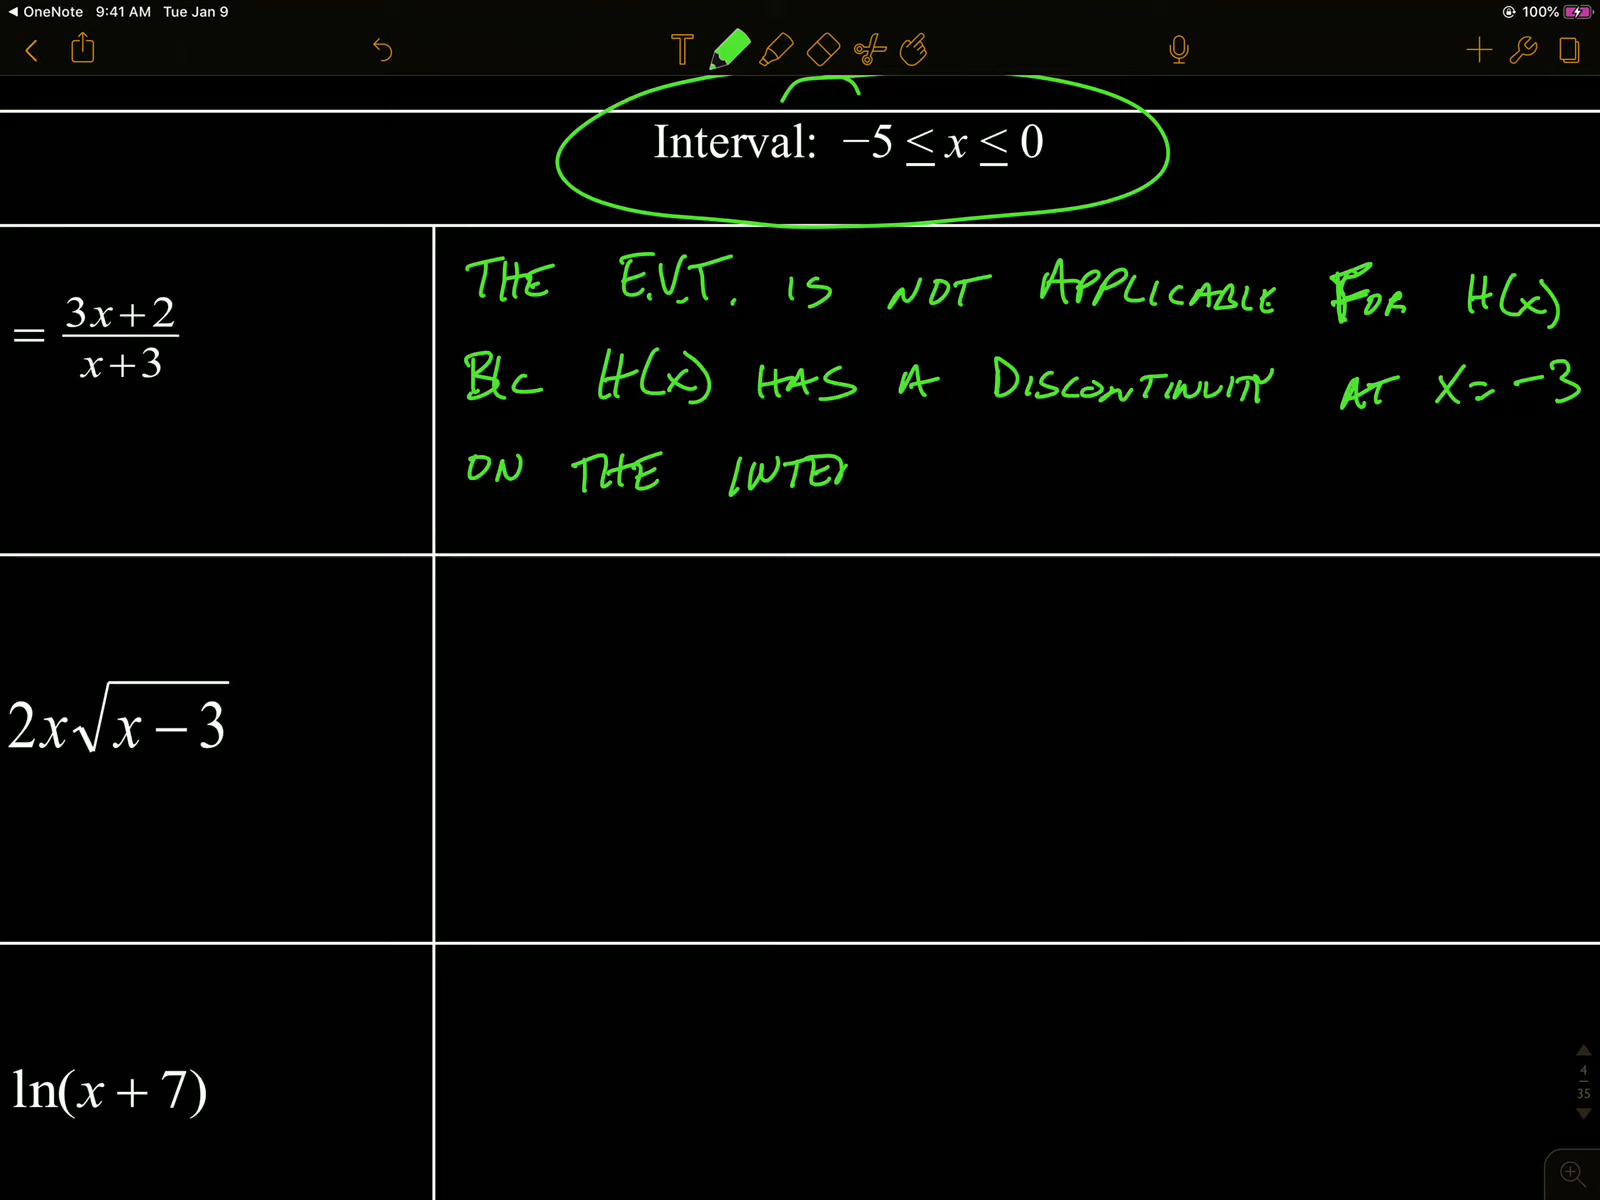 OneNote 9:41 AM Tue Jan 9 100%
Interval: −5 ≤ x ≤ 0
= (3x+2)/(x+3)
THE E.V.T. IS NOT APPLICABLE FOR H(x)
B/C H(x) HAS A DISCONTINUITY AT X = -3
ON THE INTER
2x√(x − 3)
ln(x + 7)
4
35